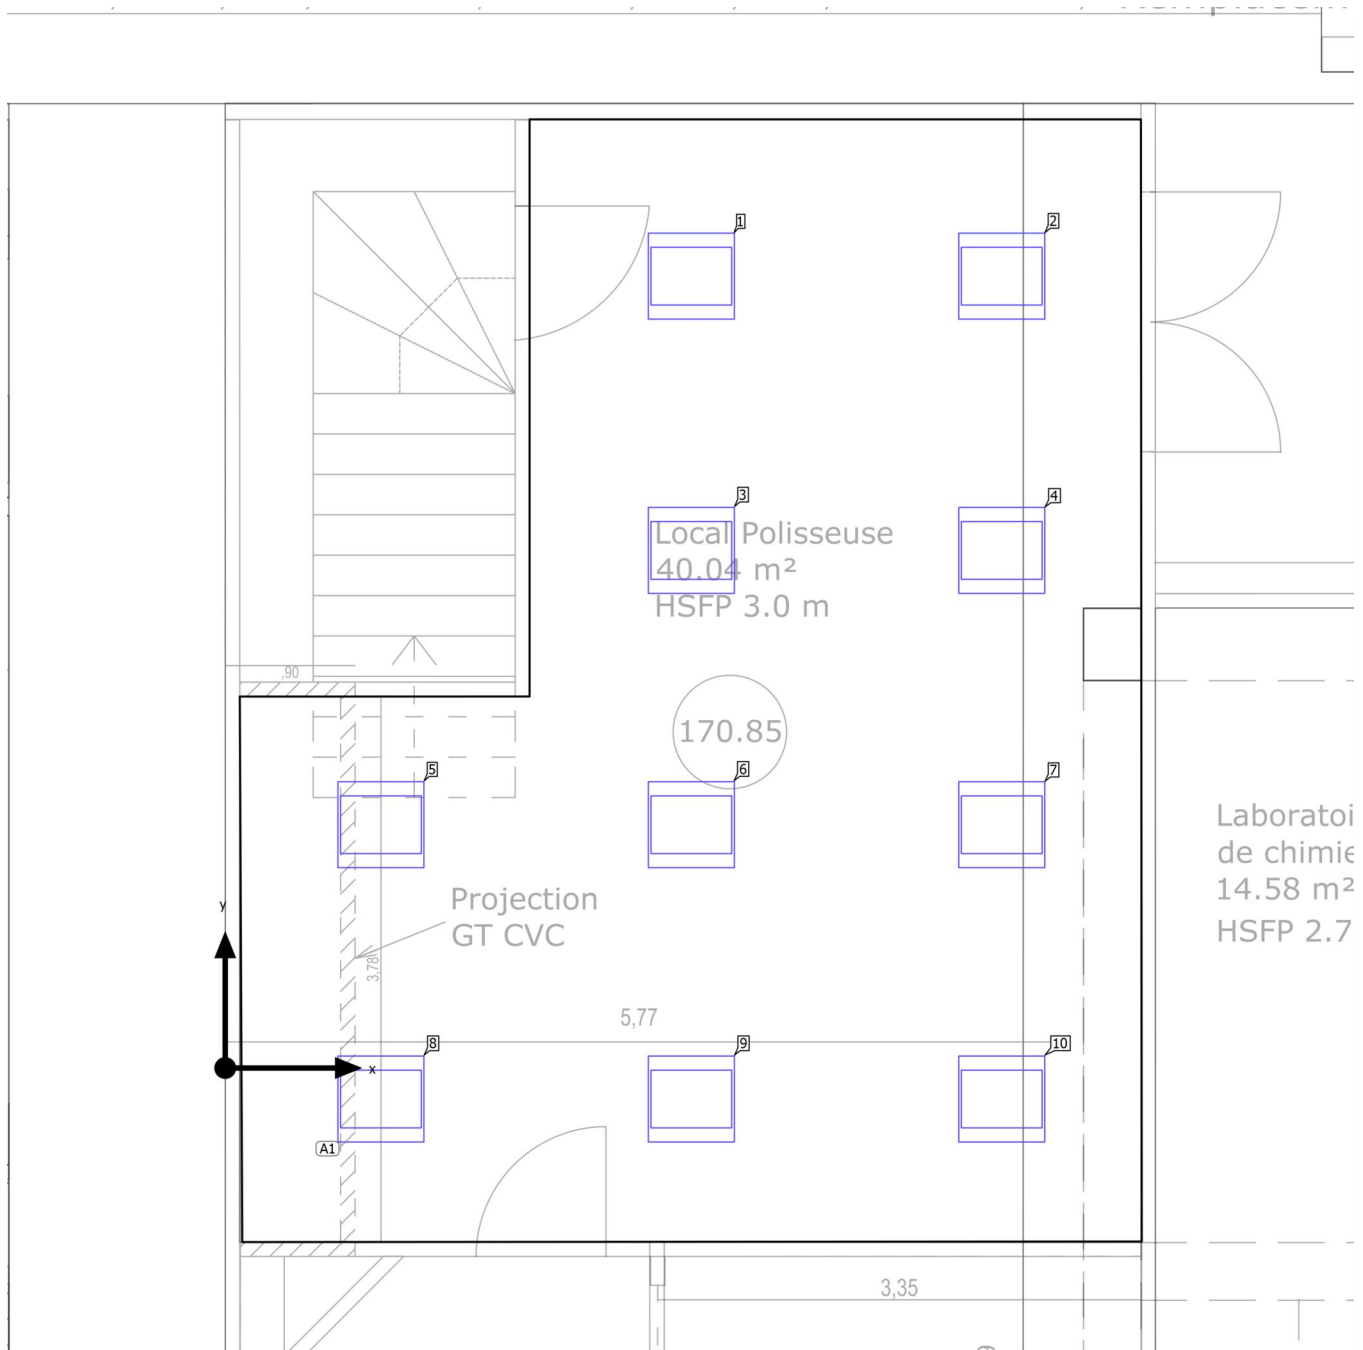 1
2
3
4
Local Polisseuse
40.04 m²
HSFP 3.0 m
,90
170.85
5
6
7
Laboratoi
de chimie
14.58 m²
HSFP 2.7
Projection
GT CVC
y
3,78
5,77
8
9
10
x
A1
3,35